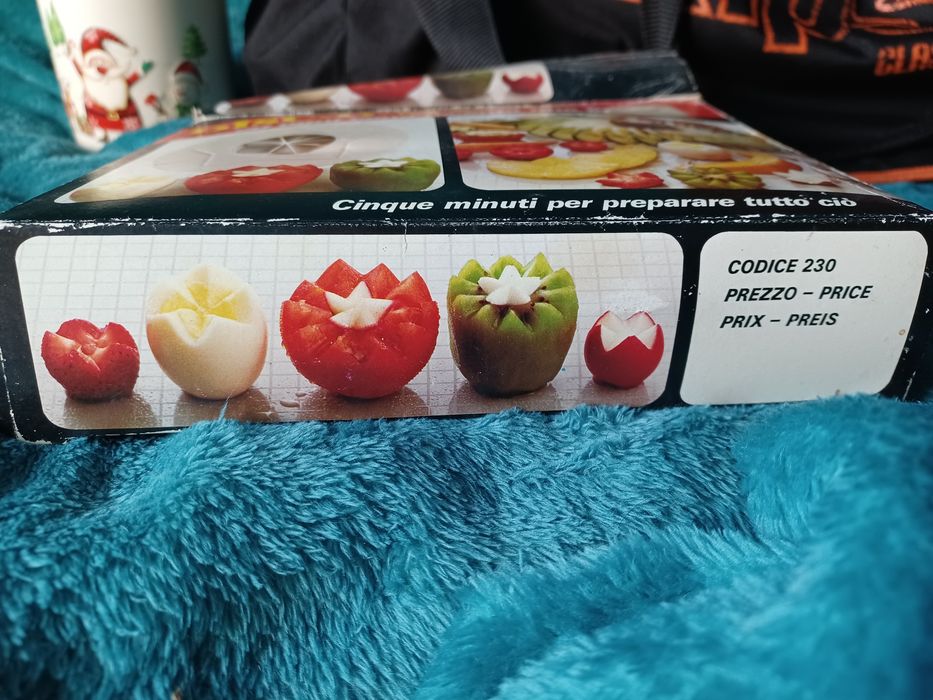 Cinque minuti per preparare tutto ciò
CODICE 230
PREZZO – PRICE
PRIX – PREIS